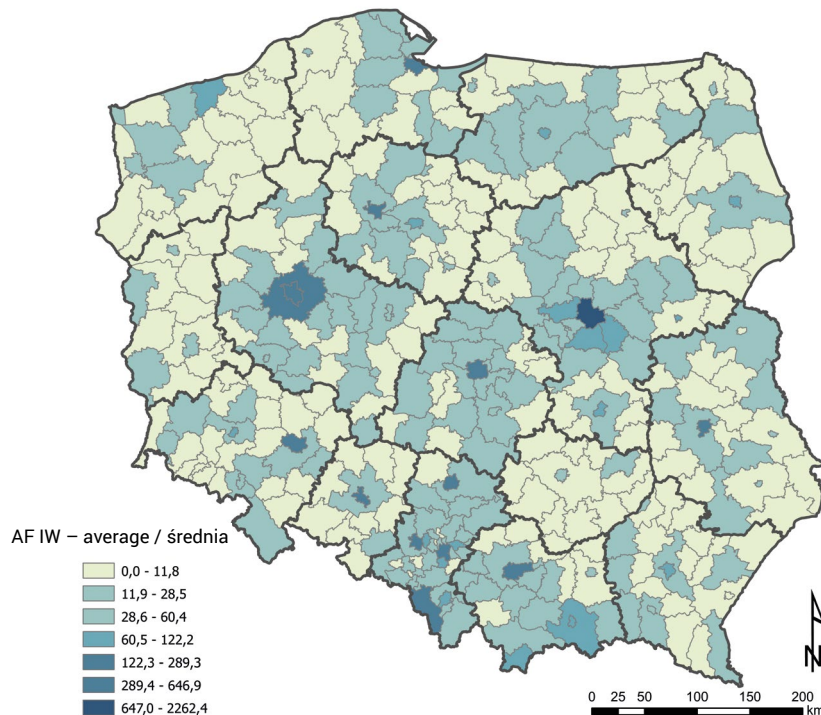 AF IW – average / średnia
0,0 - 11,8
11,9 - 28,5
28,6 - 60,4
60,5 - 122,2
122,3 - 289,3
289,4 - 646,9
647,0 - 2262,4
N
0 25 50 100 150 200
km